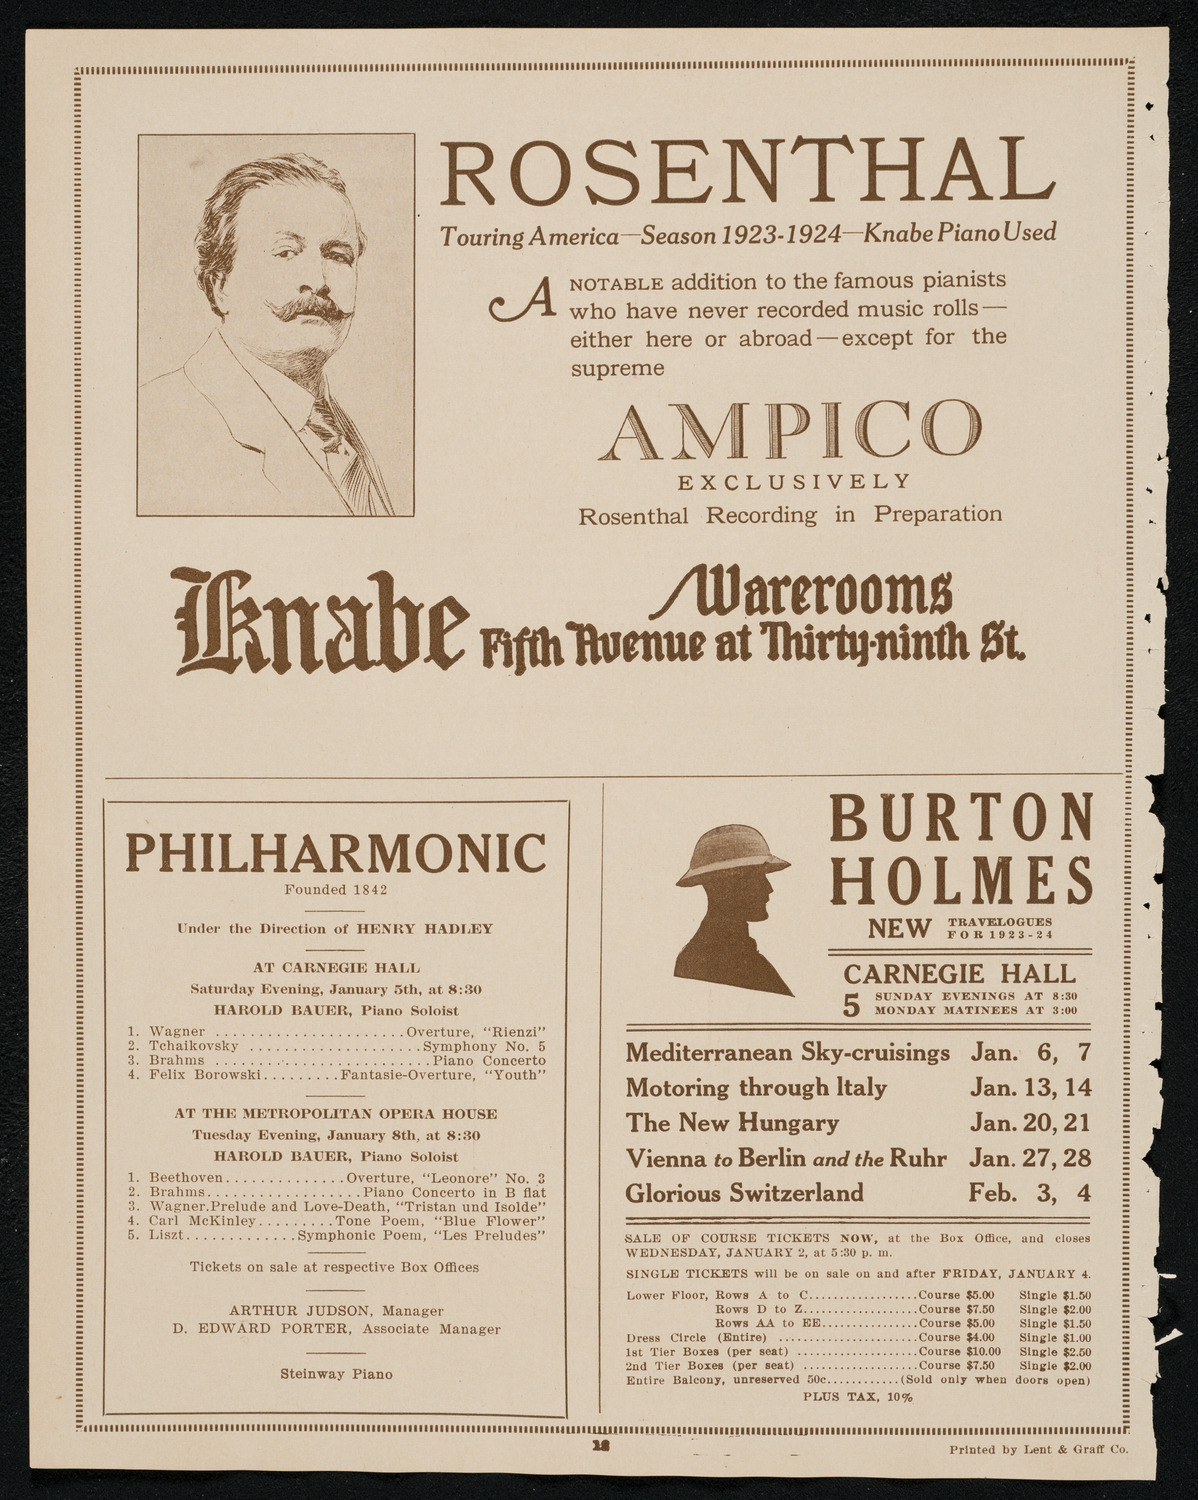 ROSENTHAL
Touring America—Season 1923-1924—Knabe Piano Used
A NOTABLE addition to the famous pianists
who have never recorded music rolls—
either here or abroad—except for the
supreme
AMPICO
EXCLUSIVELY
Rosenthal Recording in Preparation
Knabe Warerooms
Fifth Avenue at Thirty-ninth St.
PHILHARMONIC
Founded 1842
Under the Direction of HENRY HADLEY
AT CARNEGIE HALL
Saturday Evening, January 5th, at 8:30
HAROLD BAUER, Piano Soloist
1. Wagner ......................Overture, “Rienzi”
2. Tchaikovsky ....................Symphony No. 5
3. Brahms .........................Piano Concerto
4. Felix Borowski.........Fantasie-Overture, “Youth”
AT THE METROPOLITAN OPERA HOUSE
Tuesday Evening, January 8th, at 8:30
HAROLD BAUER, Piano Soloist
1. Beethoven..............Overture, “Leonore” No. 3
2. Brahms..................Piano Concerto in B flat
3. Wagner.Prelude and Love-Death, “Tristan und Isolde”
4. Carl McKinley.........Tone Poem, “Blue Flower”
5. Liszt.............Symphonic Poem, “Les Preludes”
Tickets on sale at respective Box Offices
ARTHUR JUDSON, Manager
D. EDWARD PORTER, Associate Manager
Steinway Piano
BURTON
HOLMES
NEW TRAVELOGUES
FOR 1923-24
CARNEGIE HALL
5 SUNDAY EVENINGS AT 8:30
MONDAY MATINEES AT 3:00
Mediterranean Sky-cruisings Jan. 6, 7
Motoring through Italy Jan. 13, 14
The New Hungary Jan. 20, 21
Vienna to Berlin and the Ruhr Jan. 27, 28
Glorious Switzerland Feb. 3, 4
SALE OF COURSE TICKETS NOW, at the Box Office, and closes
WEDNESDAY, JANUARY 2, at 5:30 p. m.
SINGLE TICKETS will be on sale on and after FRIDAY, JANUARY 4.
Lower Floor, Rows A to C.................Course $5.00 Single $1.50
Rows D to Z..................Course $7.50 Single $2.00
Rows AA to EE...............Course $5.00 Single $1.50
Dress Circle (Entire) ......................Course $4.00 Single $1.00
1st Tier Boxes (per seat) ...................Course $10.00 Single $2.50
2nd Tier Boxes (per seat) ...................Course $7.50 Single $2.00
Entire Balcony, unreserved 50c...........(Sold only when doors open)
PLUS TAX, 10%
Printed by Lent & Graff Co.